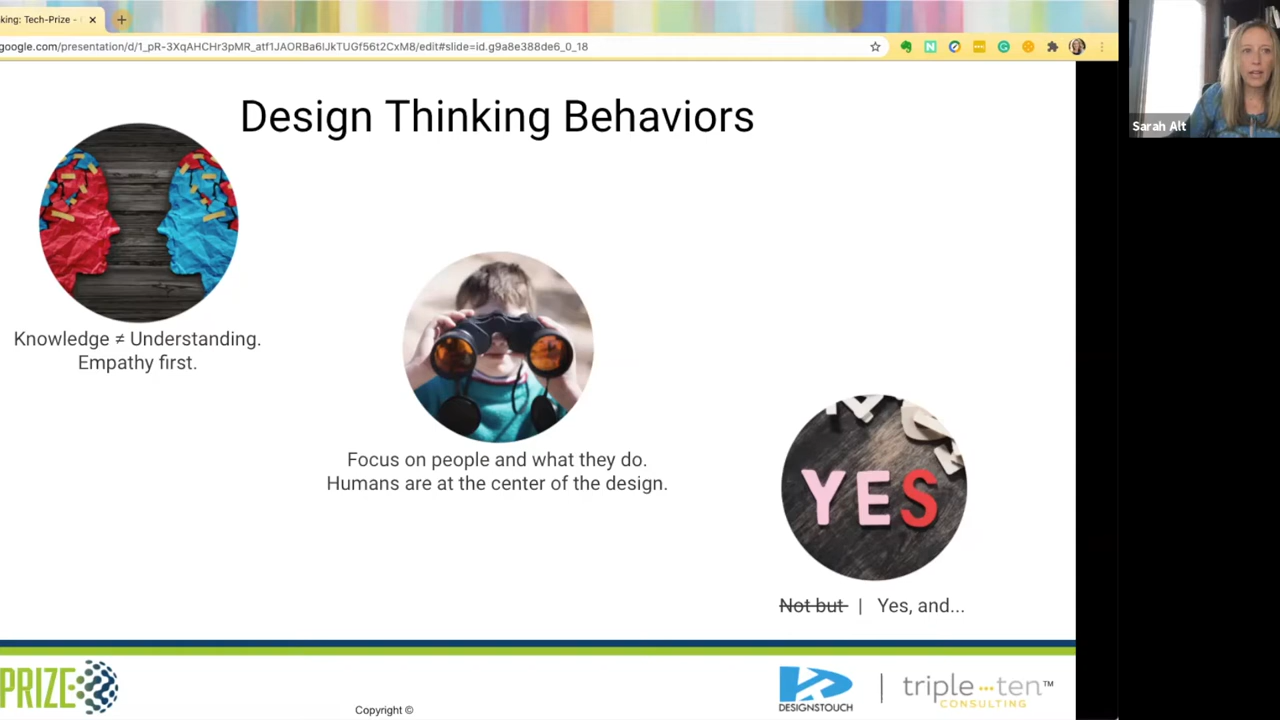 king: Tech-Prize -
google.com/presentation/d/1_pR-3XqAHCHr3pMR_atf1JAORBa6lJkTUGf56t2CxM8/edit#slide=id.g9a8e388de6_0_18
Sarah Alt
Design Thinking Behaviors
Knowledge ≠ Understanding.
Empathy first.
Focus on people and what they do.
Humans are at the center of the design.
YES
Not but | Yes, and...
PRIZE
DESIGNSTOUCH
triple ten™
CONSULTING
Copyright ©